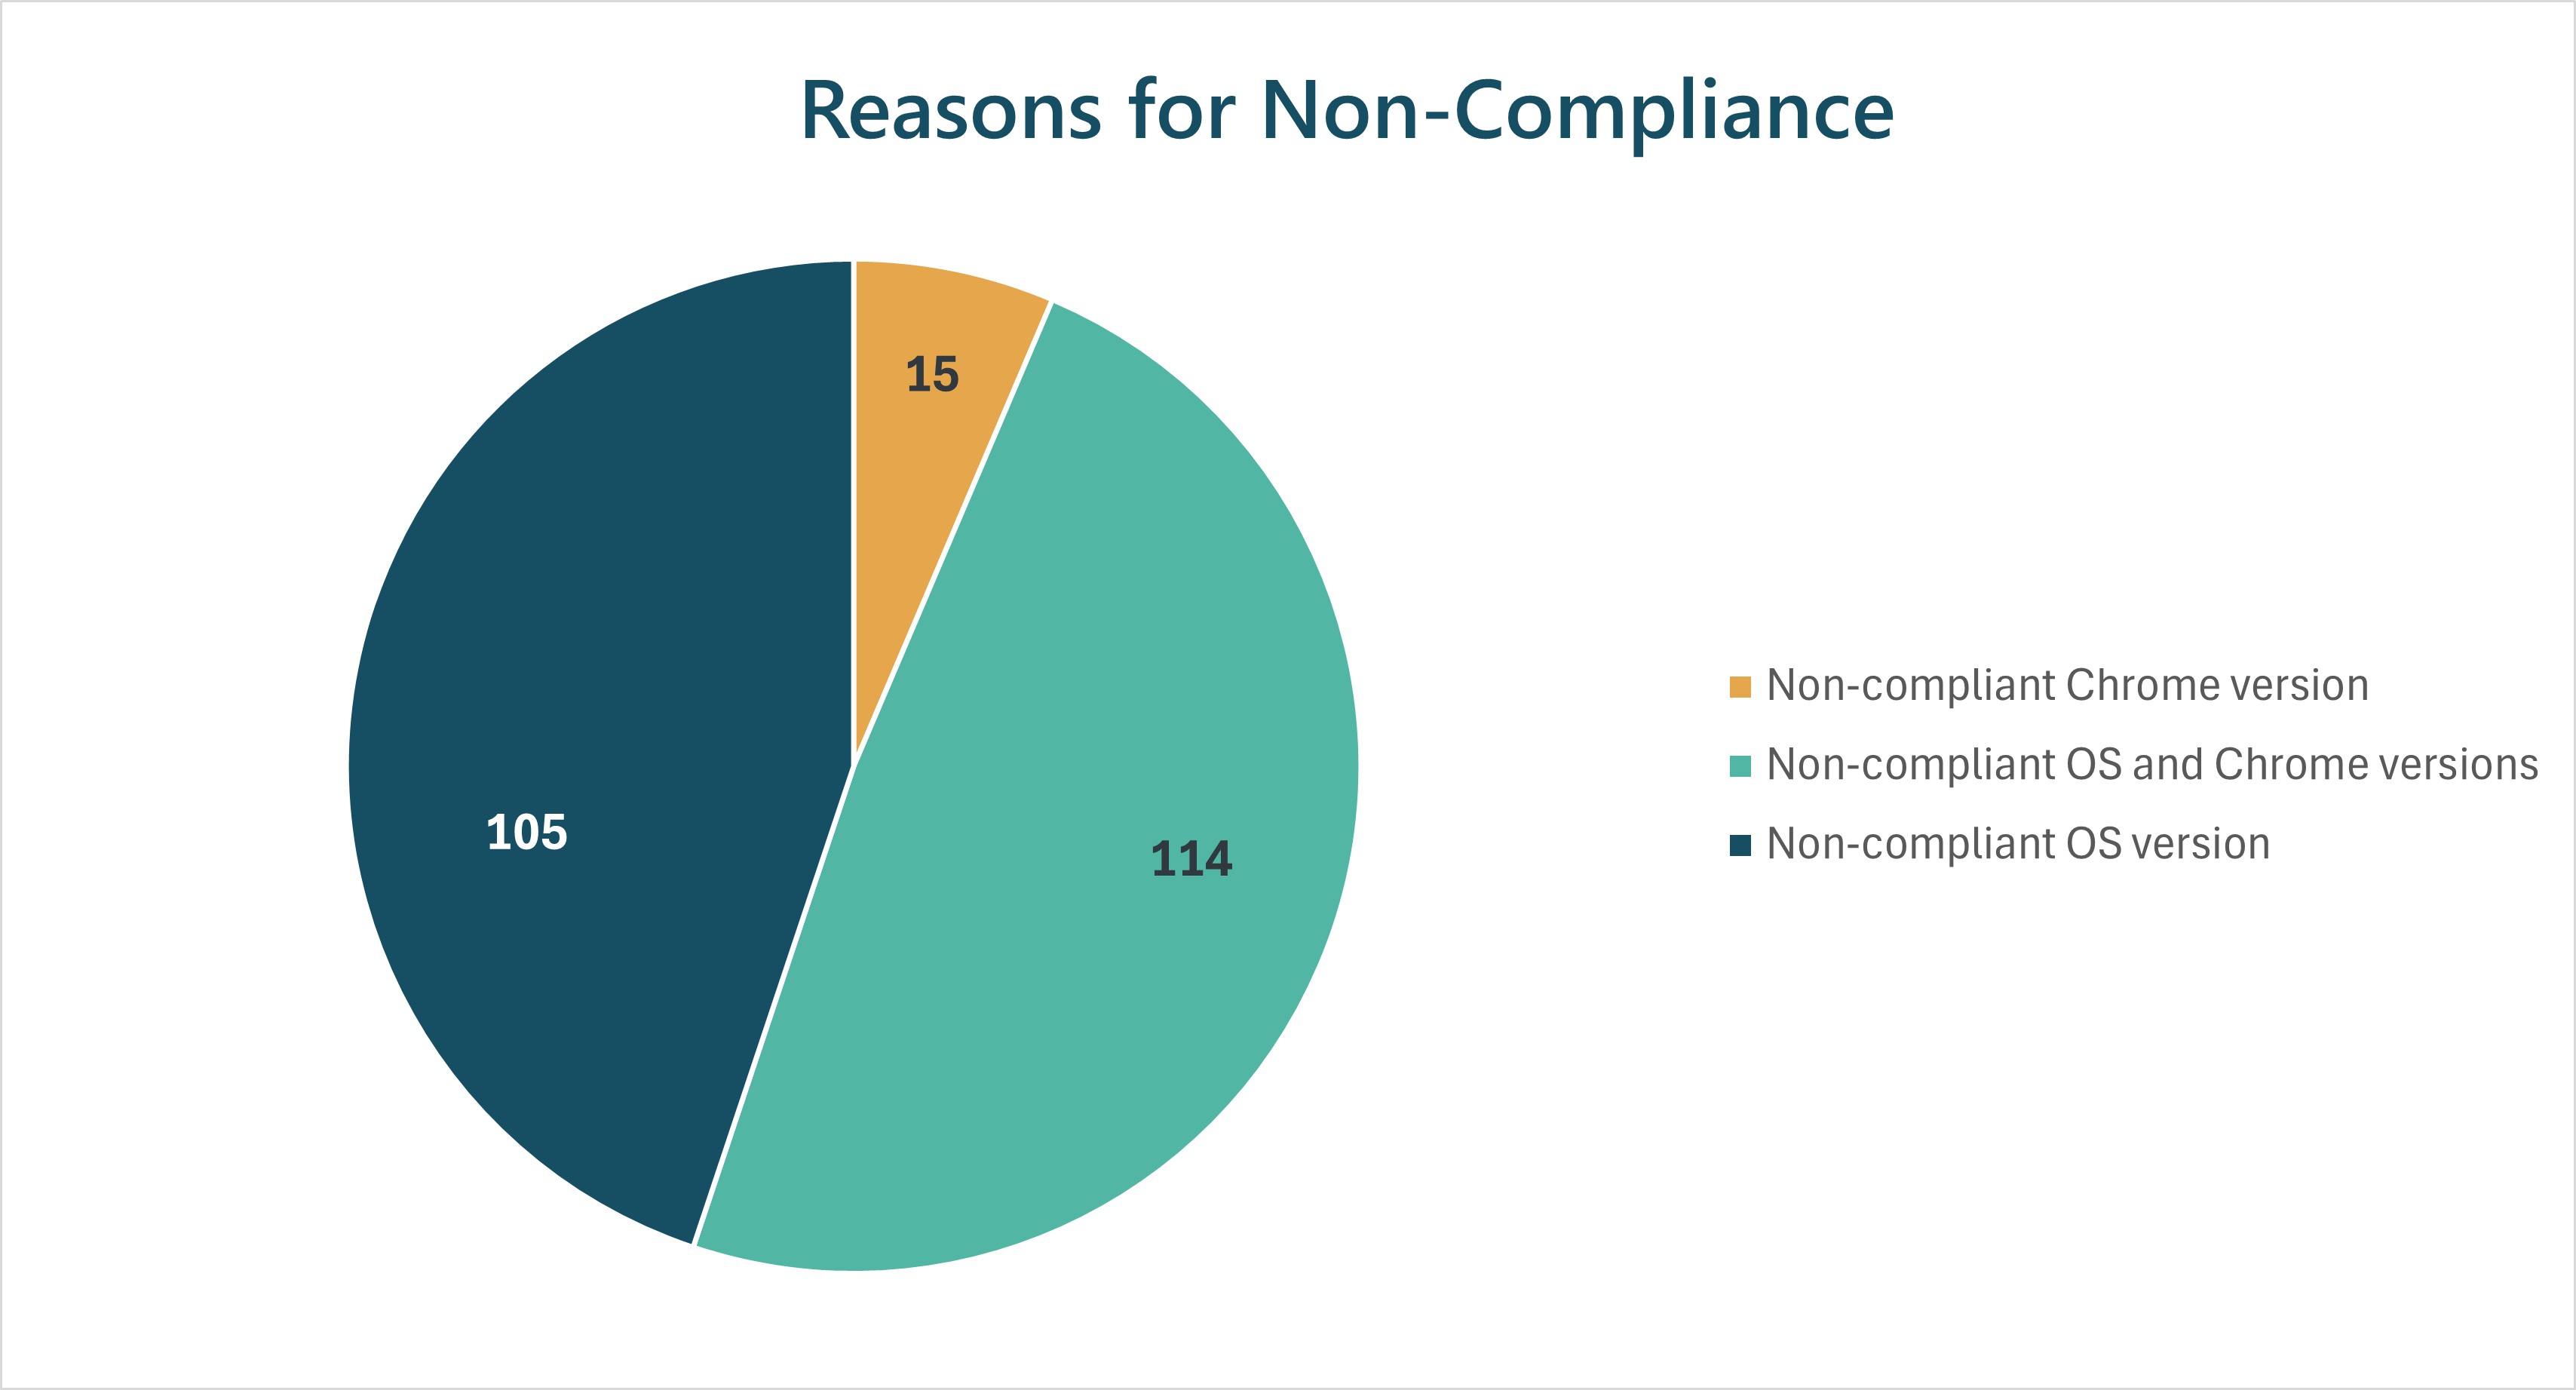 Reasons for Non-Compliance
15
114
105
Non-compliant Chrome version
Non-compliant OS and Chrome versions
Non-compliant OS version